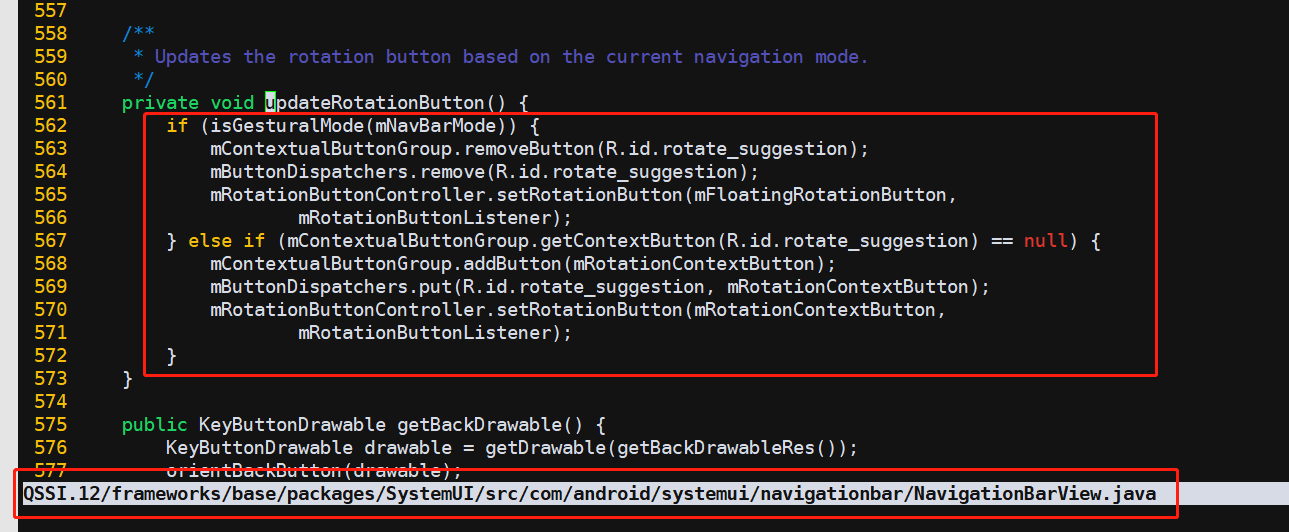 557
558     /**
559      * Updates the rotation button based on the current navigation mode.
560      */
561     private void updateRotationButton() {
562         if (isGesturalMode(mNavBarMode)) {
563             mContextualButtonGroup.removeButton(R.id.rotate_suggestion);
564             mButtonDispatchers.remove(R.id.rotate_suggestion);
565             mRotationButtonController.setRotationButton(mFloatingRotationButton,
566                     mRotationButtonListener);
567         } else if (mContextualButtonGroup.getContextButton(R.id.rotate_suggestion) == null) {
568             mContextualButtonGroup.addButton(mRotationContextButton);
569             mButtonDispatchers.put(R.id.rotate_suggestion, mRotationContextButton);
570             mRotationButtonController.setRotationButton(mRotationContextButton,
571                     mRotationButtonListener);
572         }
573     }
574
575     public KeyButtonDrawable getBackDrawable() {
576         KeyButtonDrawable drawable = getDrawable(getBackDrawableRes());
577         orientBackButton(drawable);
QSSI.12/frameworks/base/packages/SystemUI/src/com/android/systemui/navigationbar/NavigationBarView.java